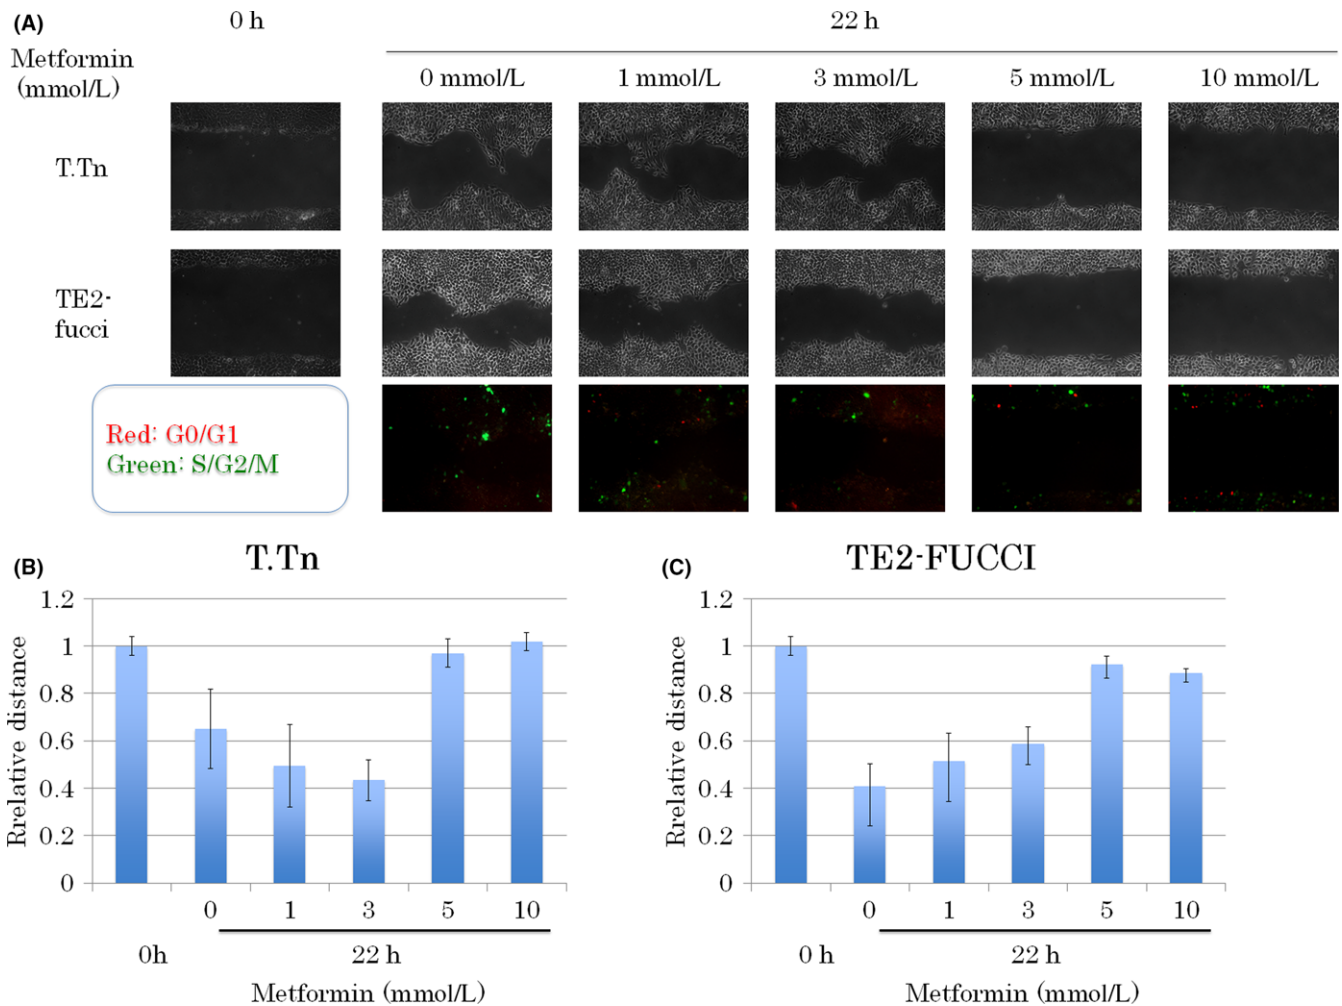 (A)
0 h
22 h
Metformin
(mmol/L)
0 mmol/L
1 mmol/L
3 mmol/L
5 mmol/L
10 mmol/L
T.Tn
TE2-
fucci
Red: G0/G1
Green: S/G2/M
(B)
T.Tn
Rrelative distance
1.2
1
0.8
0.6
0.4
0.2
0
0
1
3
5
10
0h
22 h
Metformin (mmol/L)
(C)
TE2-FUCCI
Rrelative distance
1.2
1
0.8
0.6
0.4
0.2
0
0
1
3
5
10
0 h
22 h
Metformin (mmol/L)